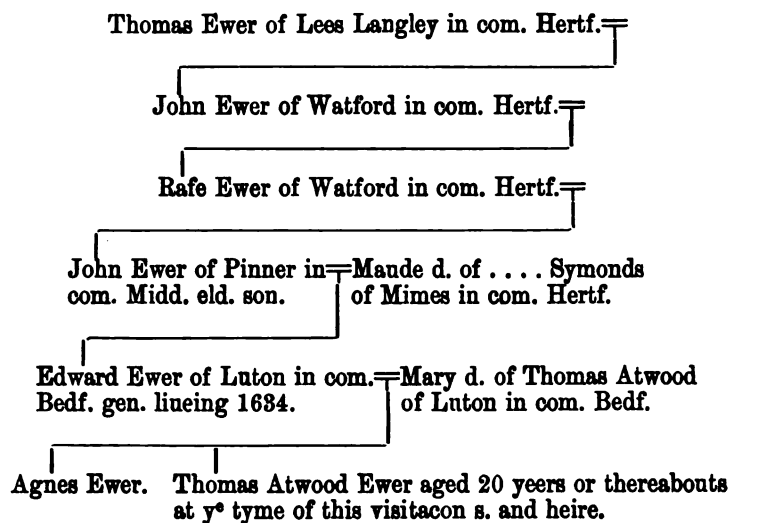 Thomas Ewer of Lees Langley in com. Hertf.
John Ewer of Watford in com. Hertf.
Rafe Ewer of Watford in com. Hertf.
John Ewer of Pinner in Maude d. of . . . . Symonds
com. Midd. eld. son. of Mimes in com. Hertf.
Edward Ewer of Luton in com. Mary d. of Thomas Atwood
Bedf. gen. liueing 1634. of Luton in com. Bedf.
Agnes Ewer. Thomas Atwood Ewer aged 20 yeers or thereabouts
at yᵉ tyme of this visitacon s. and heire.